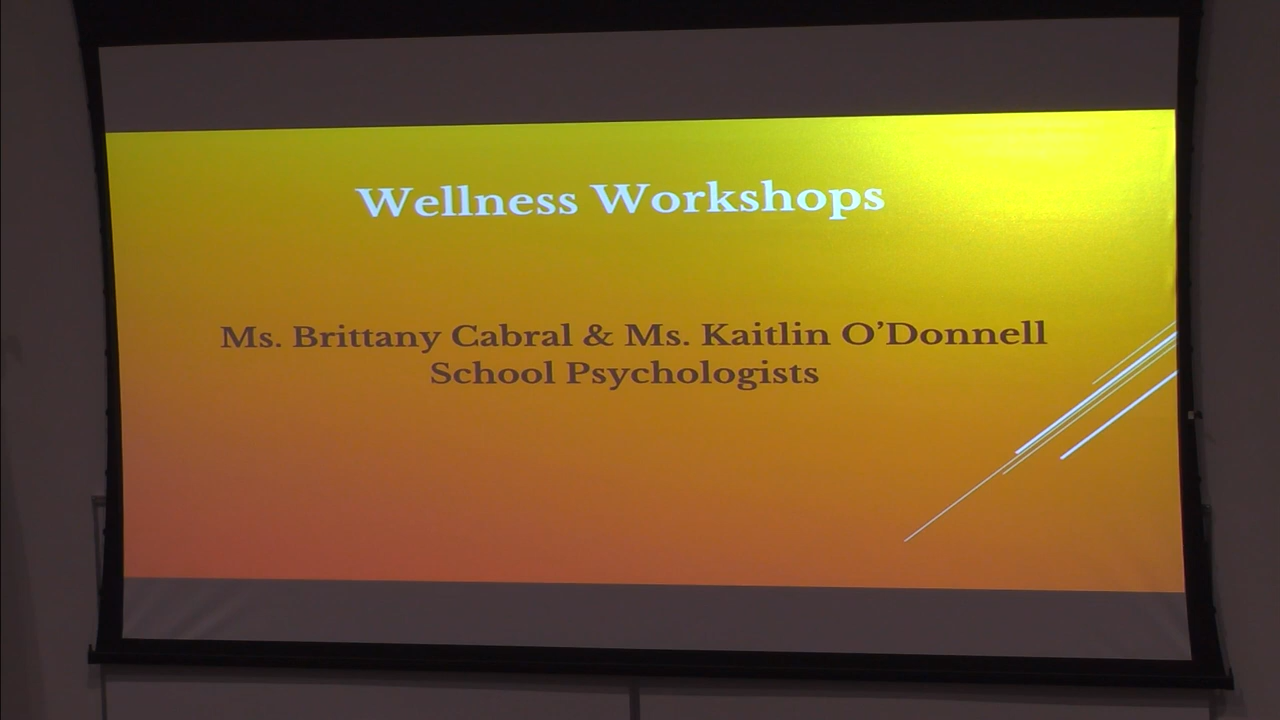 Wellness Workshops
Ms. Brittany Cabral & Ms. Kaitlin O’Donnell
School Psychologists